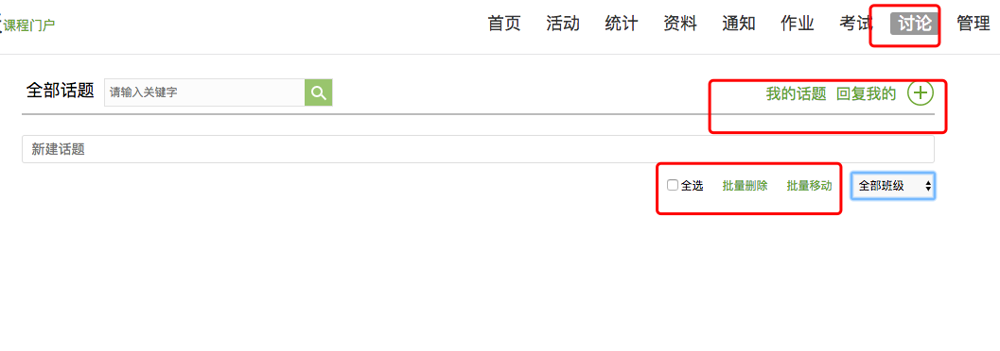 课程门户
首页 活动 统计 资料 通知 作业 考试 讨论 管理
全部话题 请输入关键字 我的话题 回复我的
新建话题
全选 批量删除 批量移动 全部班级